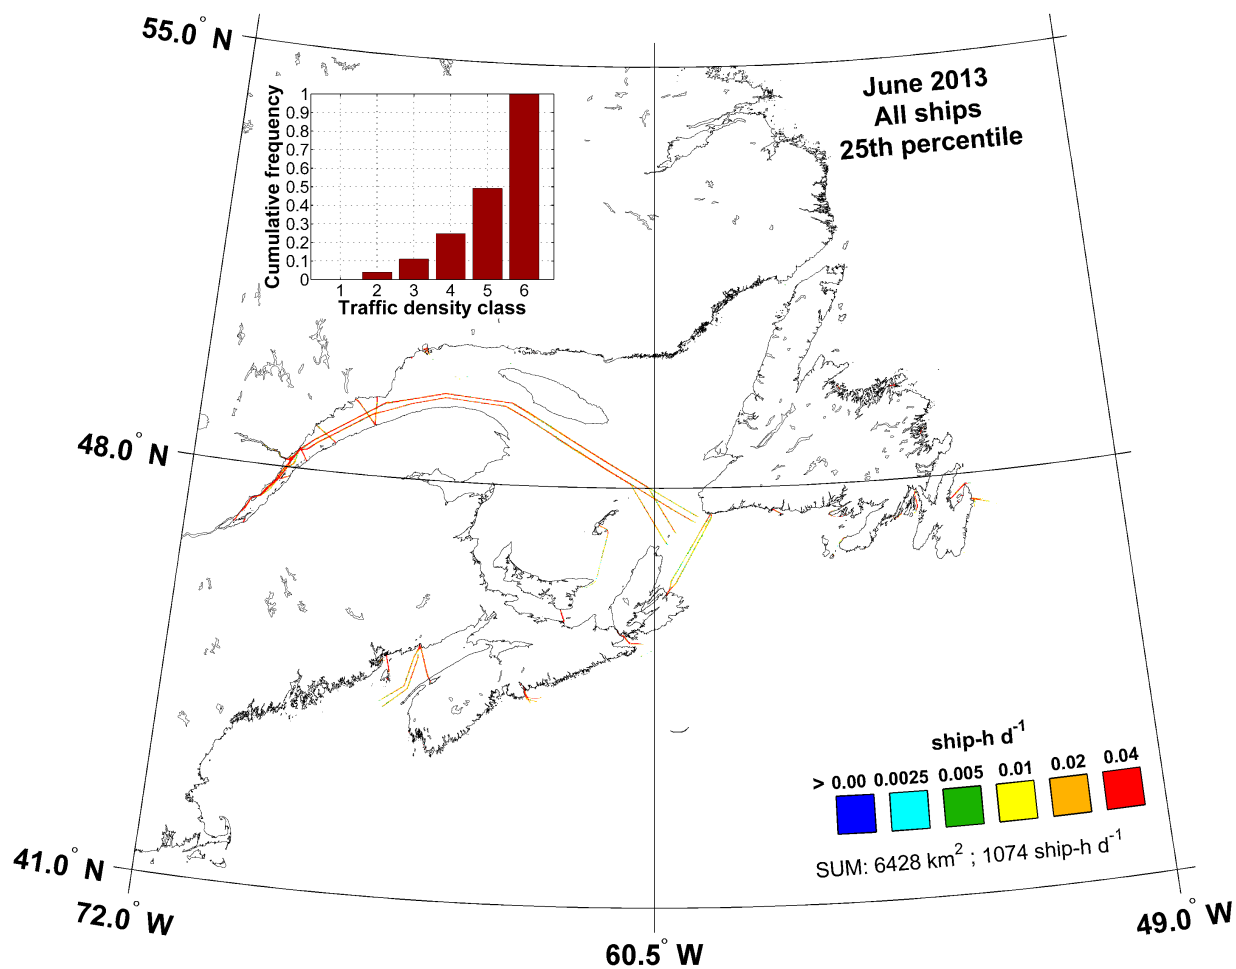 55.0° N
June 2013
All ships
25th percentile
Cumulative frequency
1
0.9
0.8
0.7
0.6
0.5
0.4
0.3
0.2
0.1
0
1 2 3 4 5 6
Traffic density class
48.0° N
ship-h d⁻¹
> 0.00 0.0025 0.005 0.01 0.02 0.04
SUM: 6428 km² ; 1074 ship-h d⁻¹
41.0° N
72.0° W
60.5° W
49.0° W